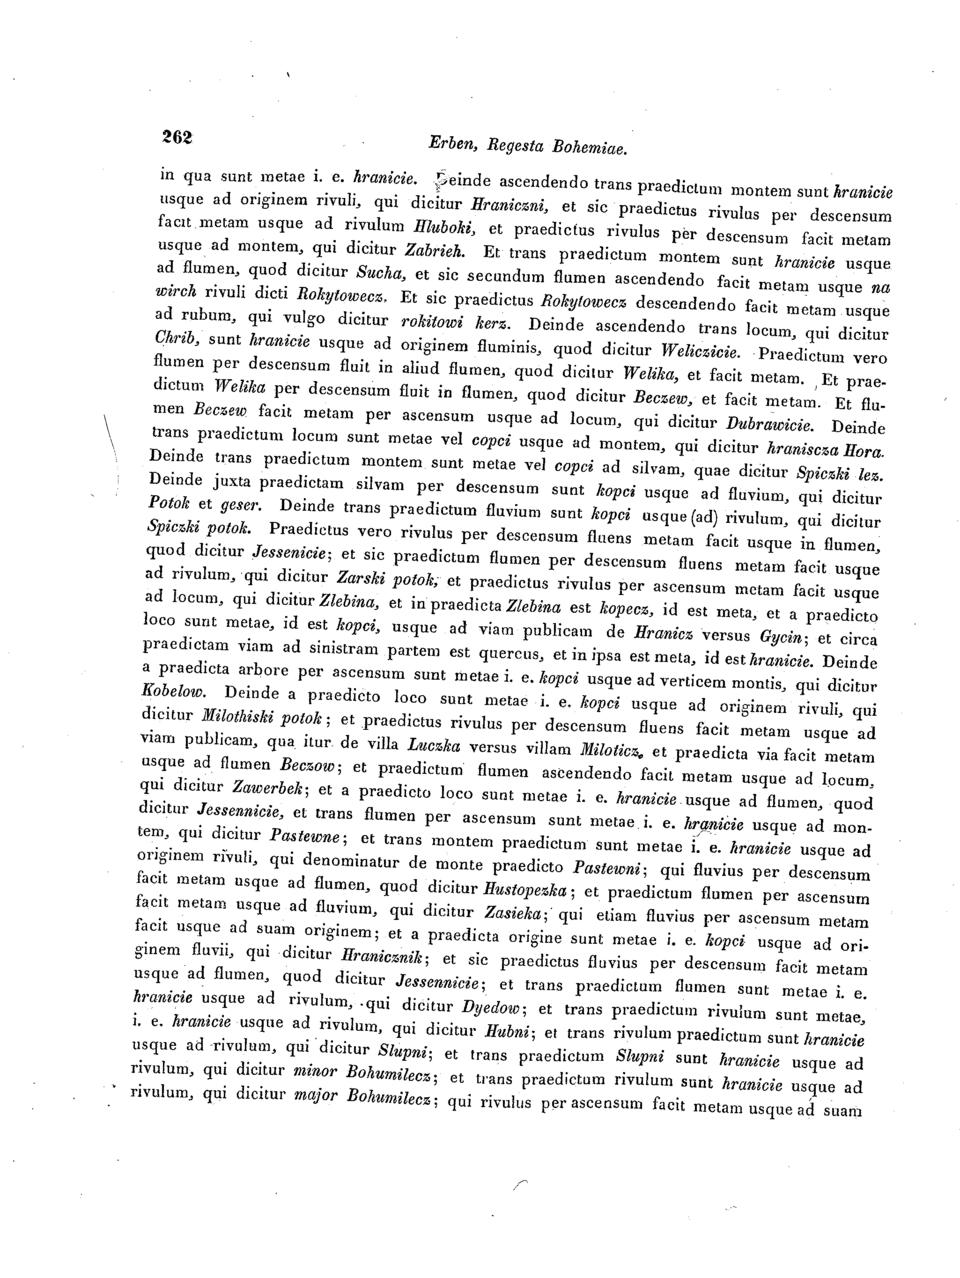 262
Erben, Regesta Bohemiae.
in qua sunt metae i. e. hranicie. Deinde ascendendo trans praedictum montem sunt hranicie
usque ad originem rivuli, qui dicitur Hraniczni, et sic praedictus rivulus per descensum
facit metam usque ad rivulum Hluboki, et praedictus rivulus per descensum facit metam
usque ad montem, qui dicitur Zabrieh. Et trans praedictum montem sunt hranicie usque
ad flumen, quod dicitur Sucha, et sic secundum flumen ascendendo facit metam usque na
wirch rivuli dicti Rokytowecz. Et sic praedictus Rokytowecz descendendo facit metam usque
ad rubum, qui vulgo dicitur rokitowi kerz. Deinde ascendendo trans locum, qui dicitur
Chrib, sunt hranicie usque ad originem fluminis, quod dicitur Weliczicie. Praedictum vero
flumen per descensum fluit in aliud flumen, quod dicitur Welika, et facit metam. Et prae-
dictum Welika per descensum fluit in flumen, quod dicitur Beczew, et facit metam. Et flu-
men Beczew facit metam per ascensum usque ad locum, qui dicitur Dubrawicie. Deinde
trans praedictum locum sunt metae vel copci usque ad montem, qui dicitur hraniscza Hora.
Deinde trans praedictum montem sunt metae vel copci ad silvam, quae dicitur Spiczki lez.
Deinde juxta praedictam silvam per descensum sunt kopci usque ad fluvium, qui dicitur
Potok et geser. Deinde trans praedictum fluvium sunt kopci usque (ad) rivulum, qui dicitur
Spiczki potok. Praedictus vero rivulus per descensum fluens metam facit usque in flumen,
quod dicitur Jessenicie; et sic praedictum flumen per descensum fluens metam facit usque
ad rivulum, qui dicitur Zarski potok, et praedictus rivulus per ascensum metam facit usque
ad locum, qui dicitur Zlebina, et in praedicta Zlebina est kopecz, id est meta, et a praedicto
loco sunt metae, id est kopci, usque ad viam publicam de Hranicz versus Gycin; et circa
praedictam viam ad sinistram partem est quercus, et in ipsa est meta, id est hranicie. Deinde
a praedicta arbore per ascensum sunt metae i. e. kopci usque ad verticem montis, qui dicitur
Kobelow. Deinde a praedicto loco sunt metae i. e. kopci usque ad originem rivuli, qui
dicitur Milothiski potok; et praedictus rivulus per descensum fluens facit metam usque ad
viam publicam, qua itur de villa Luczka versus villam Miloticz, et praedicta via facit metam
usque ad flumen Beczow; et praedictum flumen ascendendo facit metam usque ad locum,
qui dicitur Zawerbek; et a praedicto loco sunt metae i. e. hranicie usque ad flumen, quod
dicitur Jessennicie, et trans flumen per ascensum sunt metae i. e. hranicie usque ad mon-
tem, qui dicitur Pastewne; et trans montem praedictum sunt metae i. e. hranicie usque ad
originem rivuli, qui denominatur de monte praedicto Pastewni; qui fluvius per descensum
facit metam usque ad flumen, quod dicitur Hustopezka; et praedictum flumen per ascensum
facit metam usque ad fluvium, qui dicitur Zasieka; qui etiam fluvius per ascensum metam
facit usque ad suam originem; et a praedicta origine sunt metae i. e. kopci usque ad ori-
ginem fluvii, qui dicitur Hranicznik; et sic praedictus fluvius per descensum facit metam
usque ad flumen, quod dicitur Jessennicie; et trans praedictum flumen sunt metae i. e.
hranicie usque ad rivulum, qui dicitur Dyedow; et trans praedictum rivulum sunt metae,
i. e. hranicie usque ad rivulum, qui dicitur Hubni; et trans rivulum praedictum sunt hranicie
usque ad rivulum, qui dicitur Slupni; et trans praedictum Slupni sunt hranicie usque ad
rivulum, qui dicitur minor Bohumilecz; et trans praedictum rivulum sunt hranicie usque ad
rivulum, qui dicitur major Bohumilecz; qui rivulus per ascensum facit metam usque ad suam